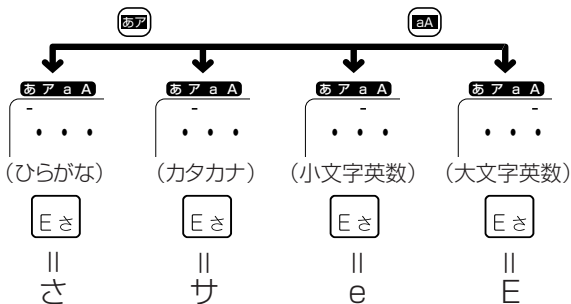 あア aA
あアaA あアaA あアaA あアaA
(ひらがな) (カタカナ) (小文字英数) (大文字英数)
Eさ Eさ Eさ Eさ
= = = =
さ サ e E